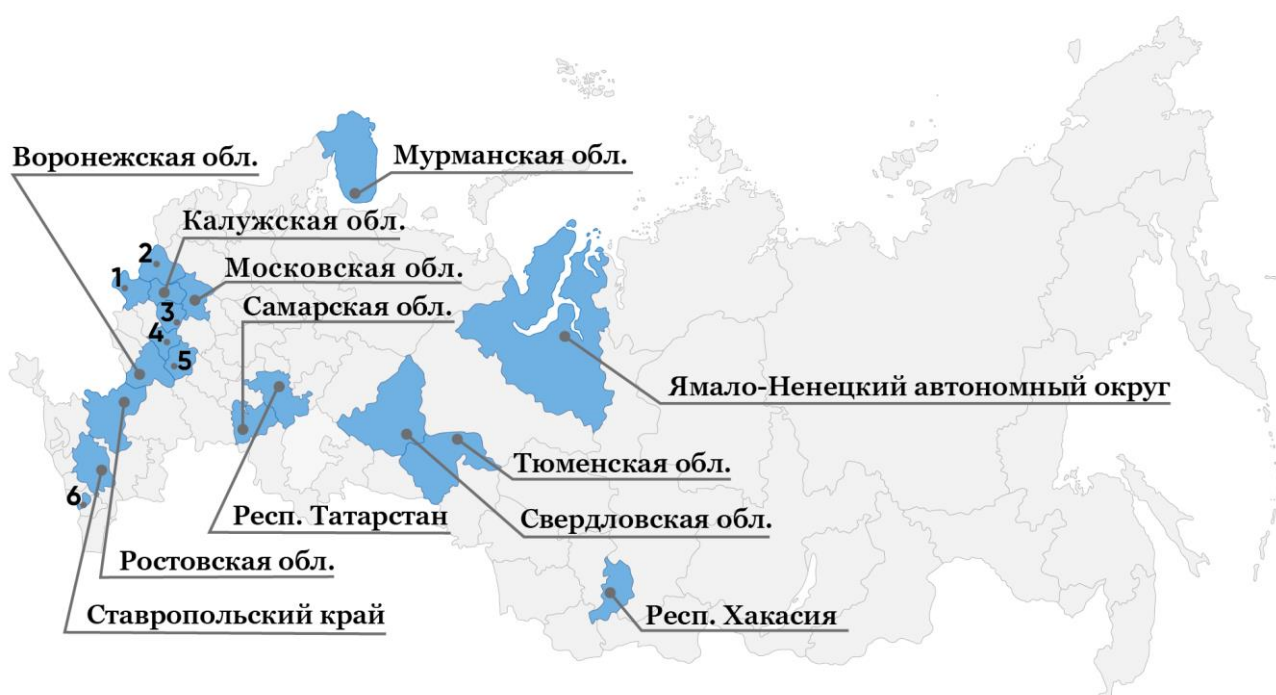 Воронежская обл.
Мурманская обл.
Калужская обл.
2
Московская обл.
1
Самарская обл.
3
4
5
Ямало-Ненецкий автономный округ
Тюменская обл.
6
Респ. Татарстан
Свердловская обл.
Ростовская обл.
Ставропольский край
Респ. Хакасия